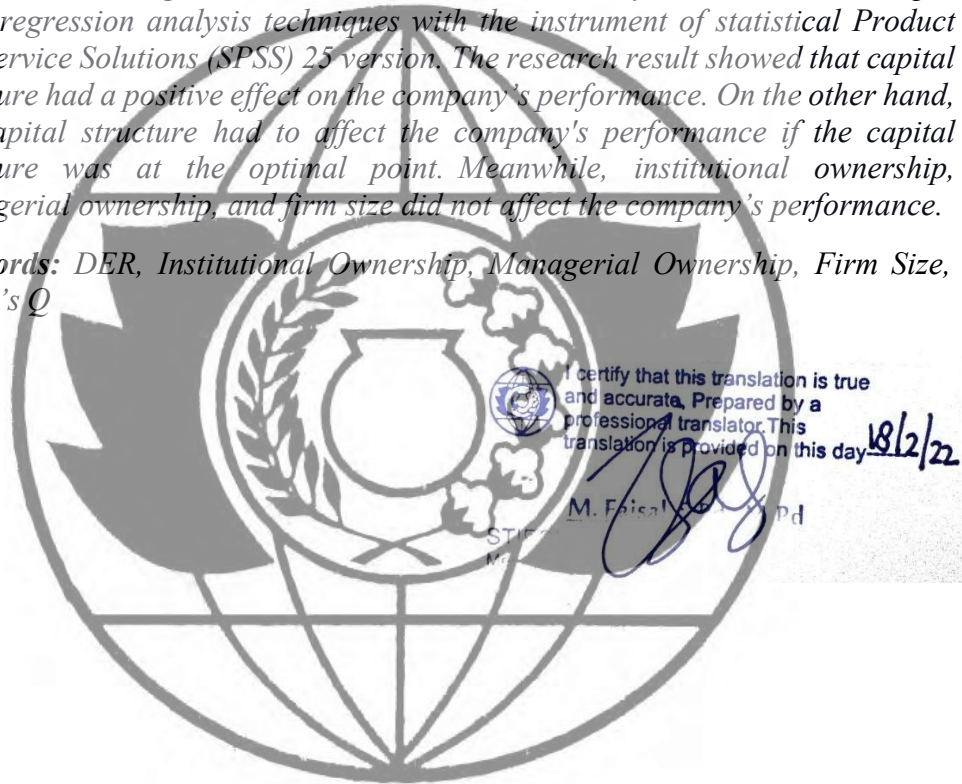 regression analysis techniques with the instrument of statistical Product
ervice Solutions (SPSS) 25 version. The research result showed that capital
ure had a positive effect on the company's performance. On the other hand,
apital structure had to affect the company's performance if the capital
ure was at the optimal point. Meanwhile, institutional ownership,
gerial ownership, and firm size did not affect the company's performance.
ords: DER, Institutional Ownership, Managerial Ownership, Firm Size,
's Q
I certify that this translation is true
and accurate, Prepared by a
professional translator. This
translation is provided on this day 18/2/22
M. Faisal Pd